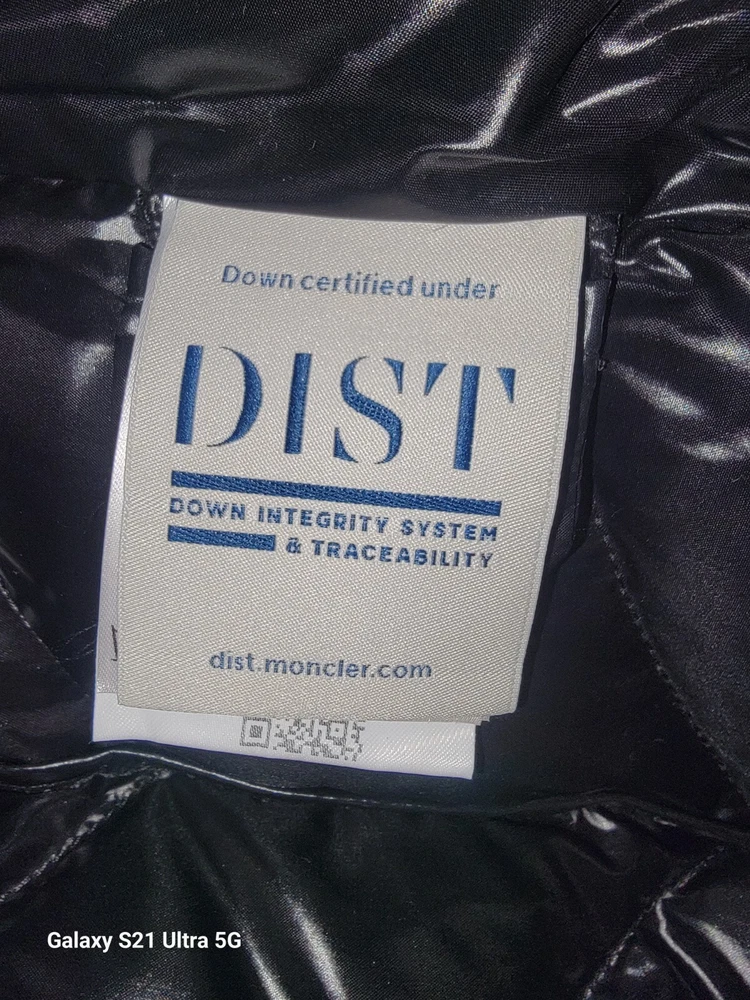 Down certified under
DIST
DOWN INTEGRITY SYSTEM
& TRACEABILITY
dist.moncler.com
Galaxy S21 Ultra 5G